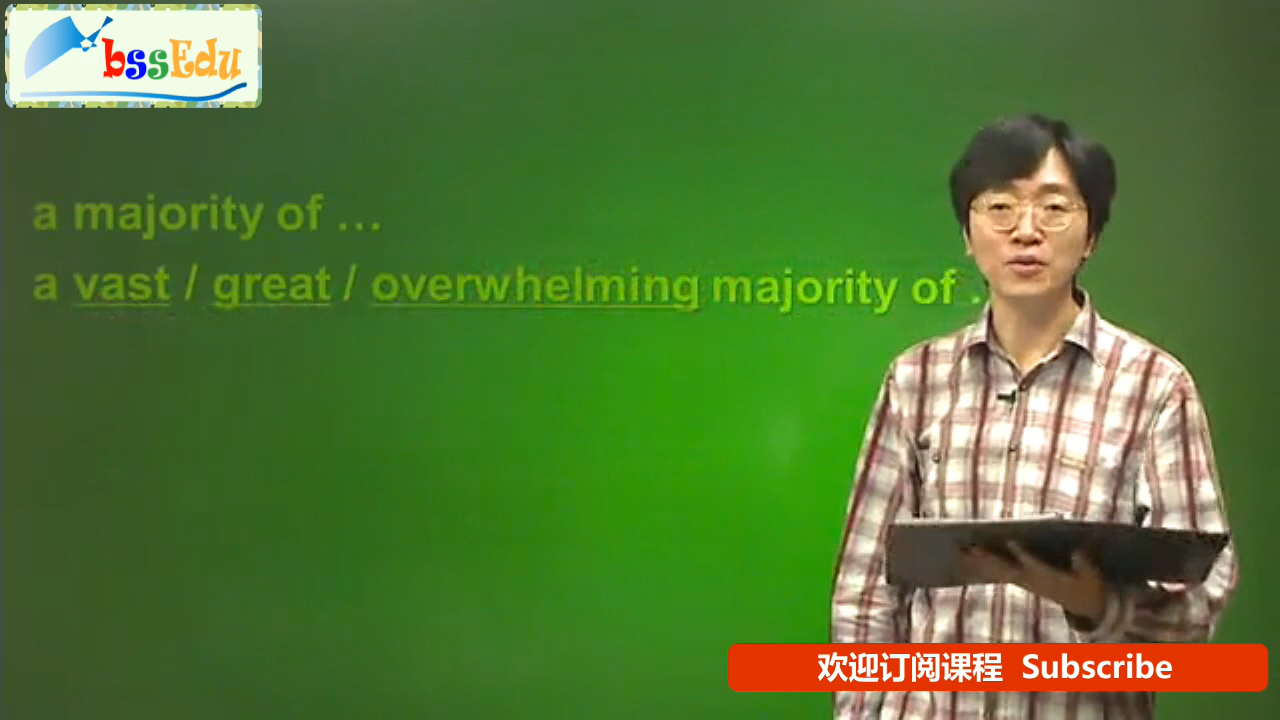 bssEdu
a majority of …
a vast / great / overwhelming majority of .
欢迎订阅课程 Subscribe